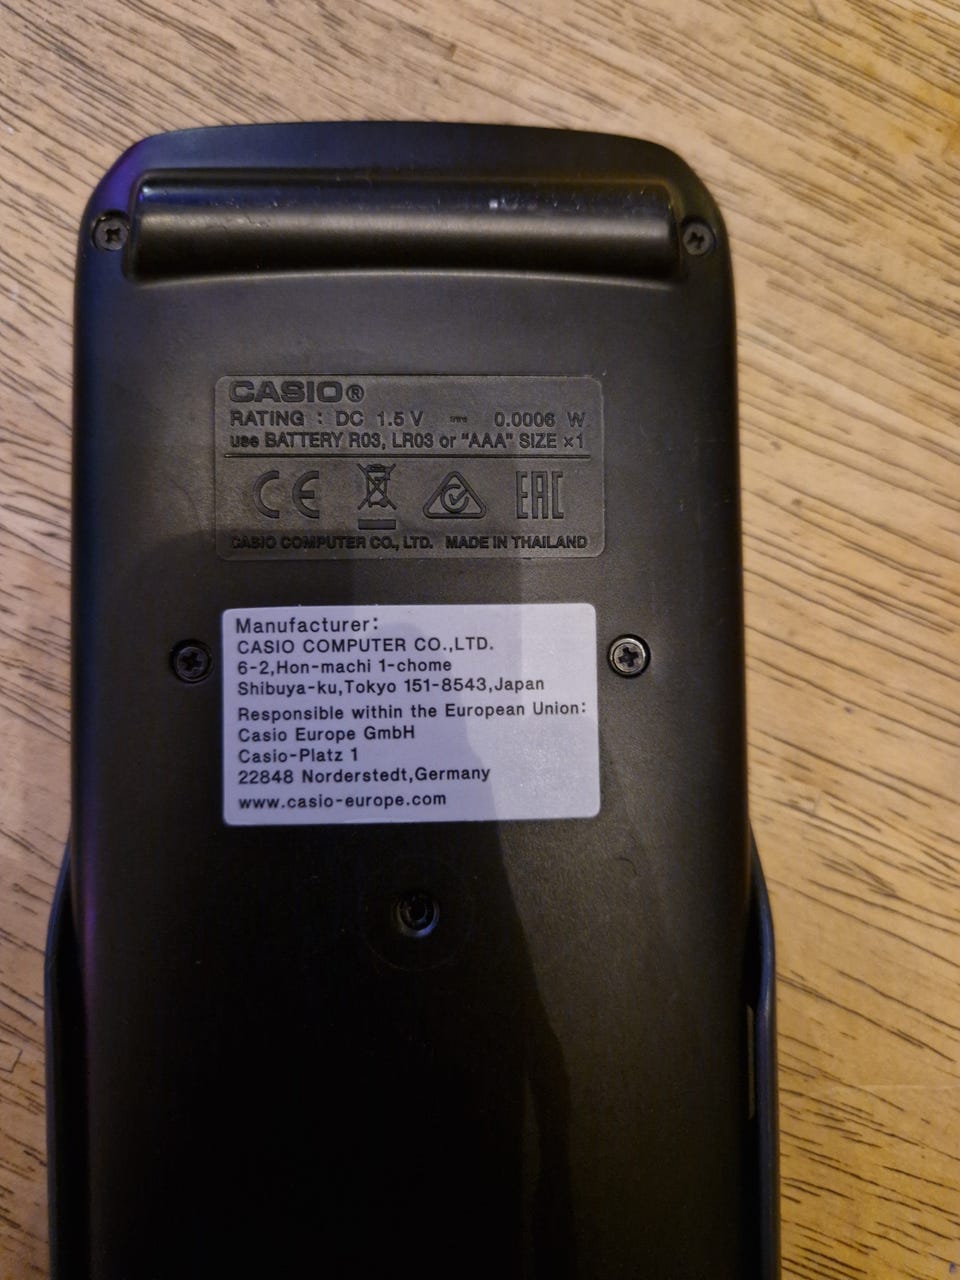 CASIO®
RATING : DC 1.5 V ⎓ 0.0006 W
use BATTERY R03, LR03 or "AAA" SIZE ×1
CE EAC
CASIO COMPUTER CO., LTD. MADE IN THAILAND
Manufacturer:
CASIO COMPUTER CO.,LTD.
6-2,Hon-machi 1-chome
Shibuya-ku,Tokyo 151-8543,Japan
Responsible within the European Union:
Casio Europe GmbH
Casio-Platz 1
22848 Norderstedt,Germany
www.casio-europe.com